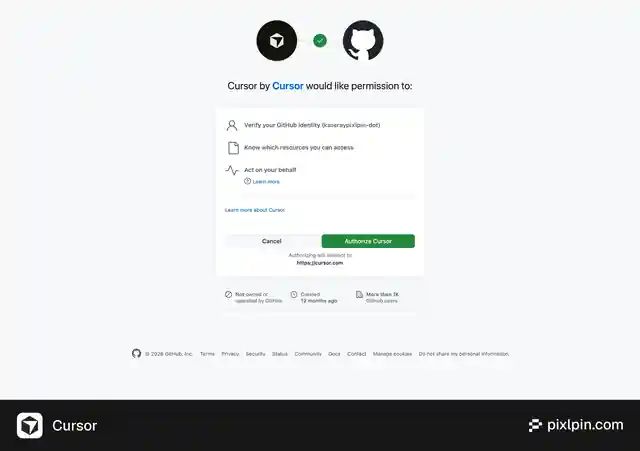 Cursor by Cursor would like permission to:
Verify your GitHub identity (kaseraypixlpin-dot)
Know which resources you can access
Act on your behalf
Learn more
Learn more about Cursor
Cancel
Authorize Cursor
Authorizing will redirect to
https://cursor.com
Not owned or
operated by GitHub
Created
12 months ago
More than 1K
GitHub users
© 2026 GitHub, Inc. Terms Privacy Security Status Community Docs Contact Manage cookies Do not share my personal information
Cursor
pixlpin.com